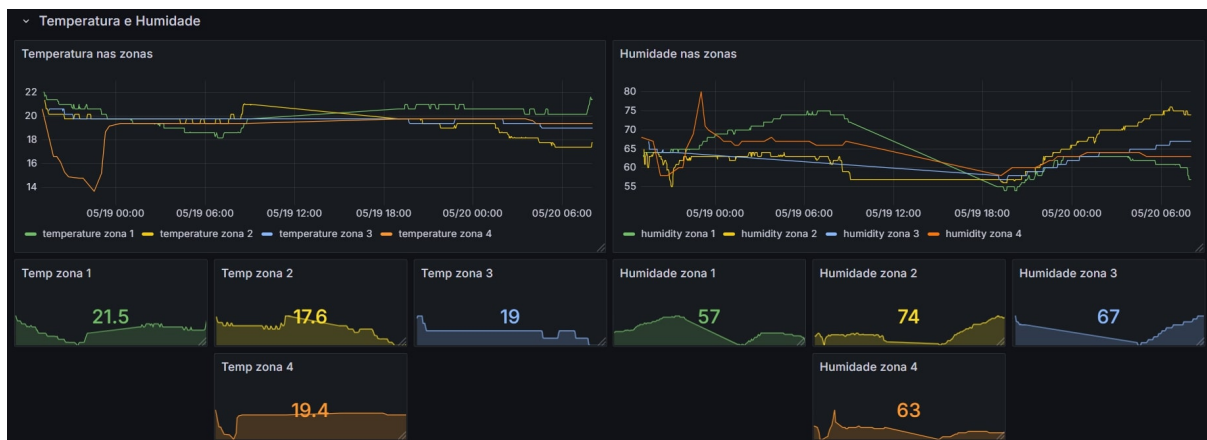 Temperatura e Humidade
Temperatura nas zonas
22
20
18
16
14
05/19 00:00 05/19 06:00 05/19 12:00 05/19 18:00 05/20 00:00 05/20 06:00
temperature zona 1 temperature zona 2 temperature zona 3 temperature zona 4
Humidade nas zonas
80
75
70
65
60
55
05/19 00:00 05/19 06:00 05/19 12:00 05/19 18:00 05/20 00:00 05/20 06:00
humidity zona 1 humidity zona 2 humidity zona 3 humidity zona 4
Temp zona 1
21.5
Temp zona 2
17.6
Temp zona 3
19
Humidade zona 1
57
Humidade zona 2
74
Humidade zona 3
67
Temp zona 4
19.4
Humidade zona 4
63